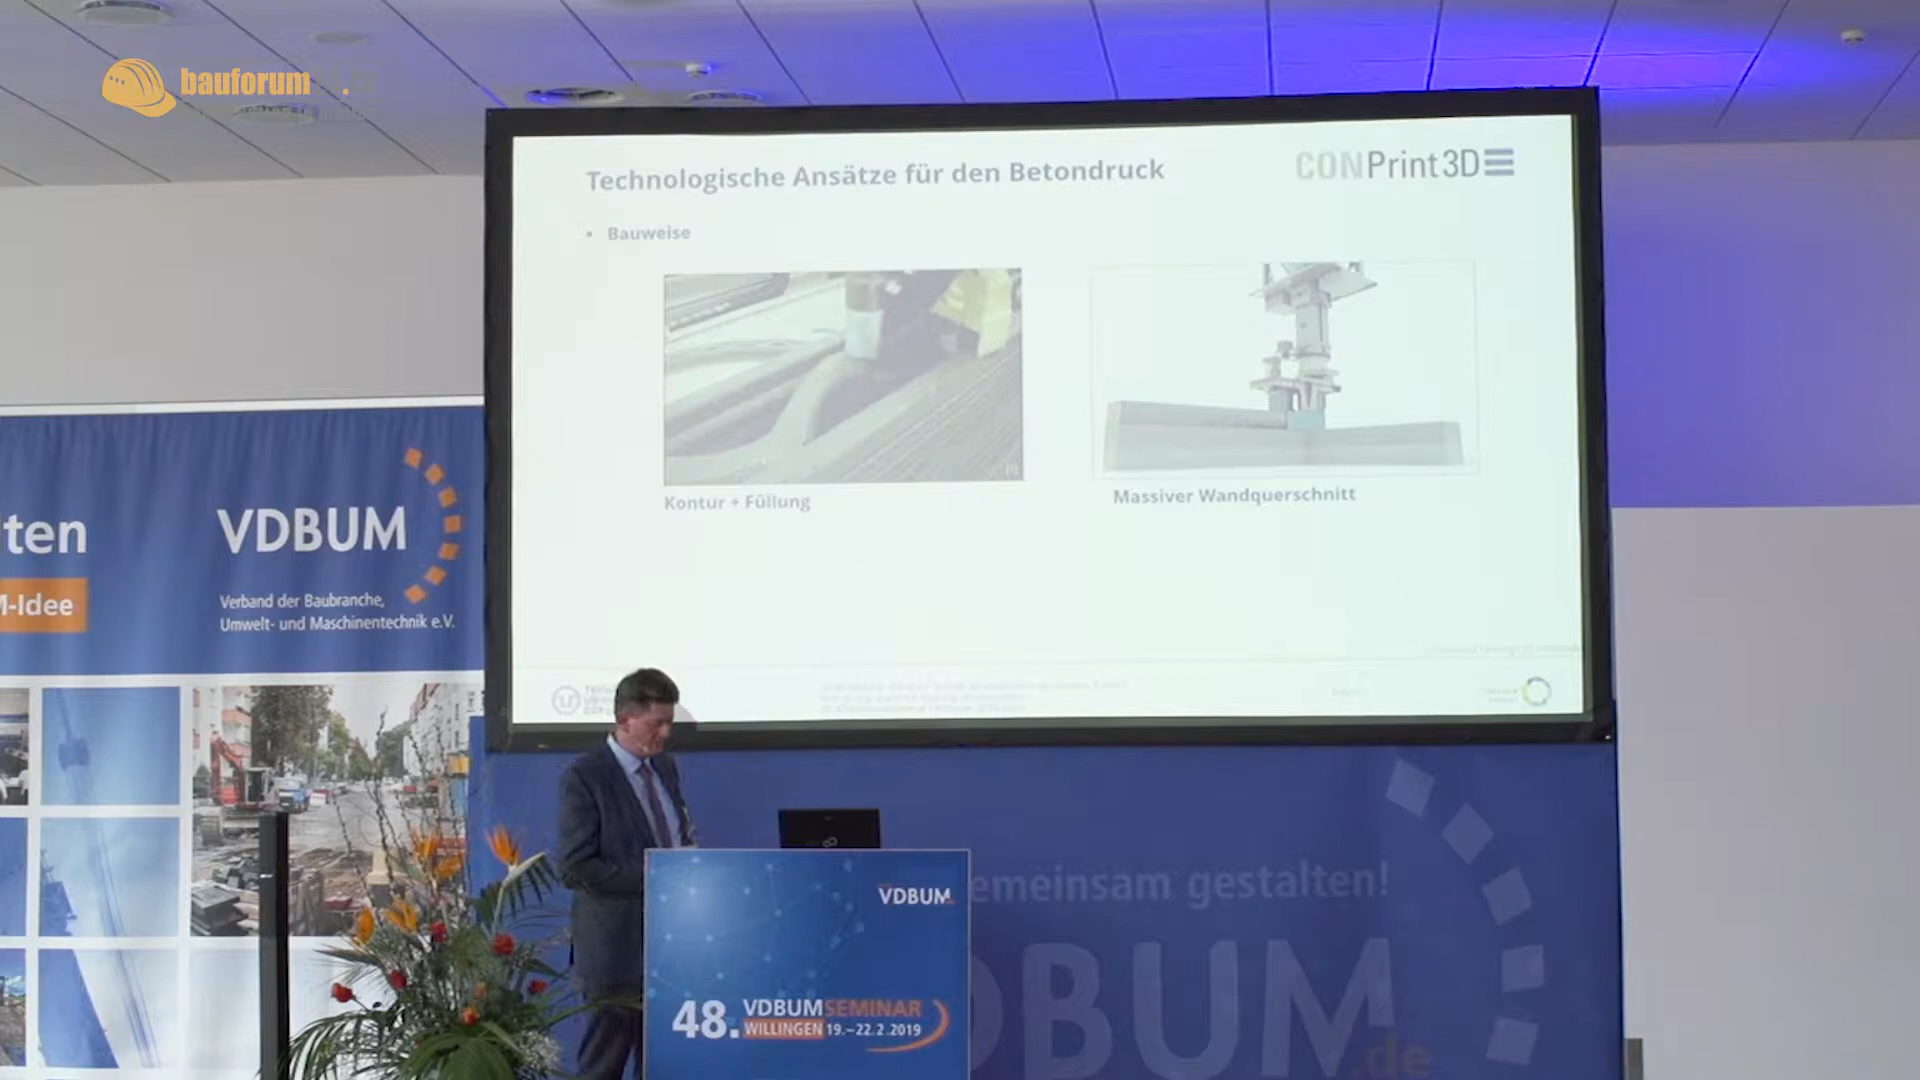 bauforum
Technologische Ansätze für den Betondruck
CONPrint3D
• Bauweise
Kontur + Füllung
Massiver Wandquerschnitt
ten
M-Idee
VDBUM
Verband der Baubranche,
Umwelt- und Maschinentechnik e.V.
VDBUM
48. VDBUMSEMINAR
WILLINGEN 19.–22.2.2019
emeinsam gestalten!
DBUM
.de